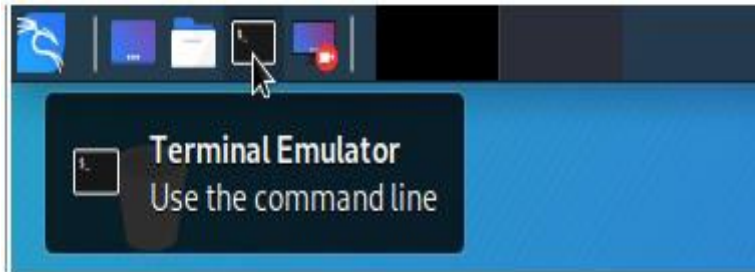 Terminal Emulator
Use the command line